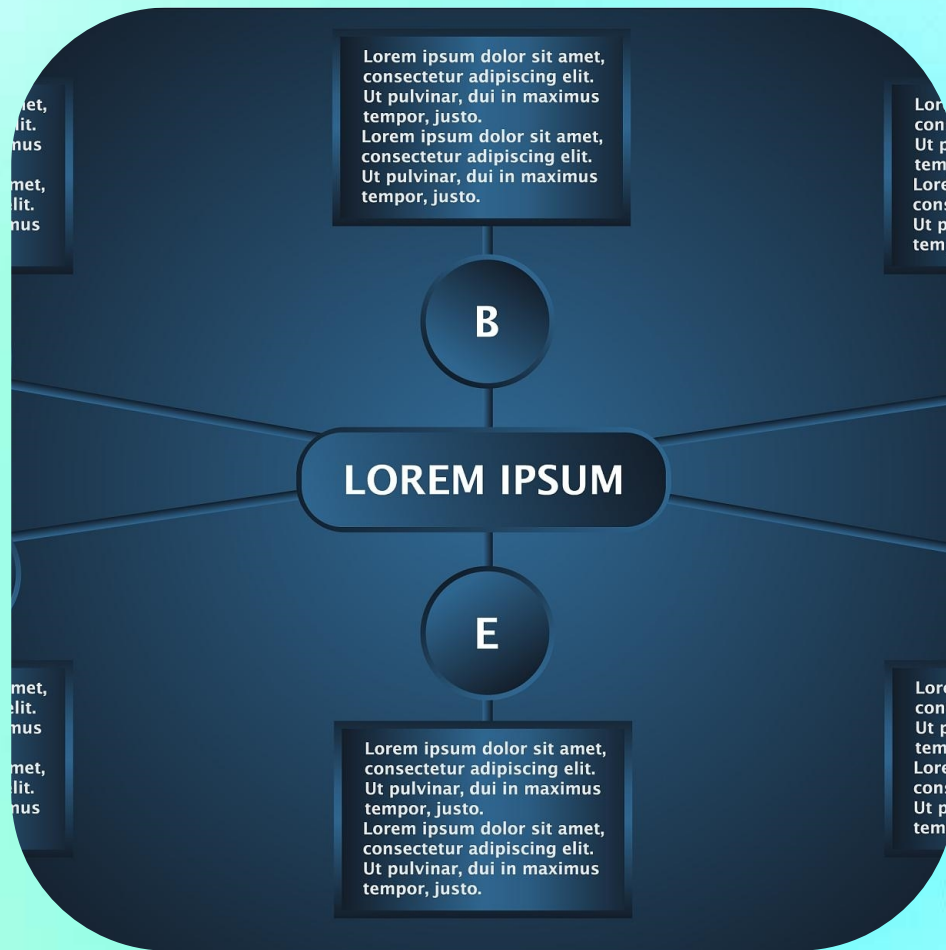 Lorem ipsum dolor sit amet,
consectetur adipiscing elit.
Ut pulvinar, dui in maximus
tempor, justo.
Lorem ipsum dolor sit amet,
consectetur adipiscing elit.
Ut pulvinar, dui in maximus
tempor, justo.
B
LOREM IPSUM
E
Lorem ipsum dolor sit amet,
consectetur adipiscing elit.
Ut pulvinar, dui in maximus
tempor, justo.
Lorem ipsum dolor sit amet,
consectetur adipiscing elit.
Ut pulvinar, dui in maximus
tempor, justo.